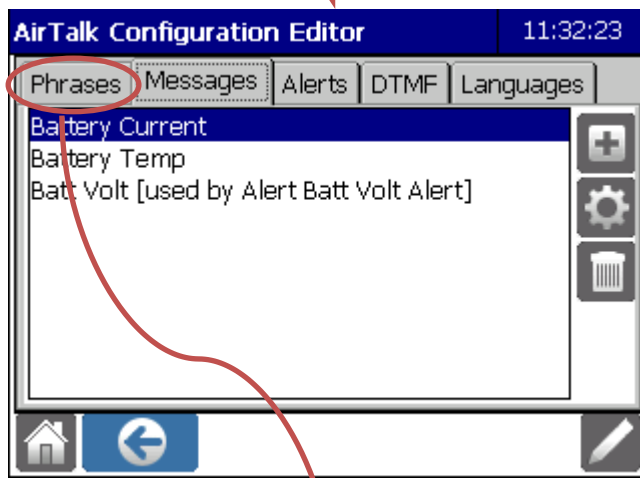 AirTalk Configuration Editor 11:32:23
Phrases Messages Alerts DTMF Languages
Battery Current
Battery Temp
Batt Volt [used by Alert Batt Volt Alert]